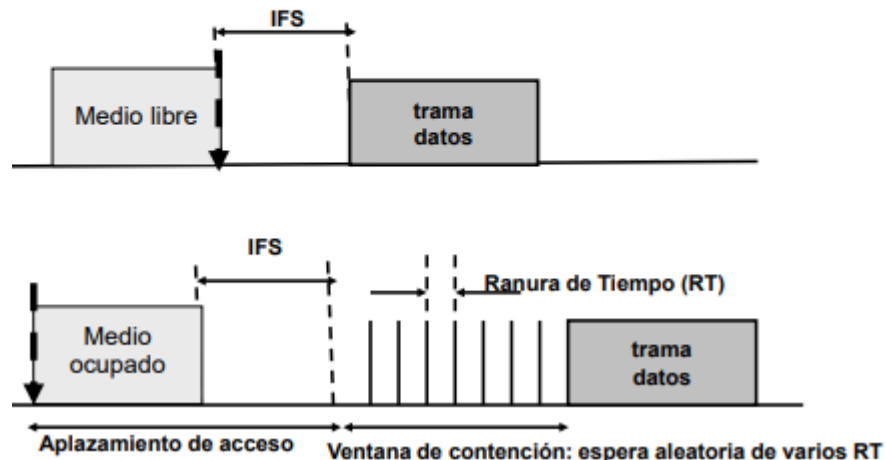 IFS
Medio libre
trama
datos
IFS
Ranura de Tiempo (RT)
Medio
ocupado
trama
datos
Aplazamiento de acceso
Ventana de contención: espera aleatoria de varios RT